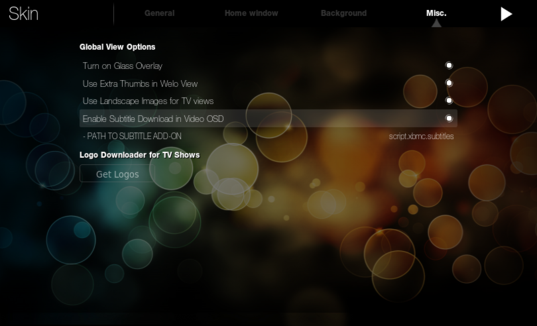 Skin
General Home window Background Misc.
Global View Options
Turn on Glass Overlay
Use Extra Thumbs in Welo View
Use Landscape Images for TV views
Enable Subtitle Download in Video OSD
- PATH TO SUBTITLE ADD-ON script.xbmc.subtitles
Logo Downloader for TV Shows
Get Logos